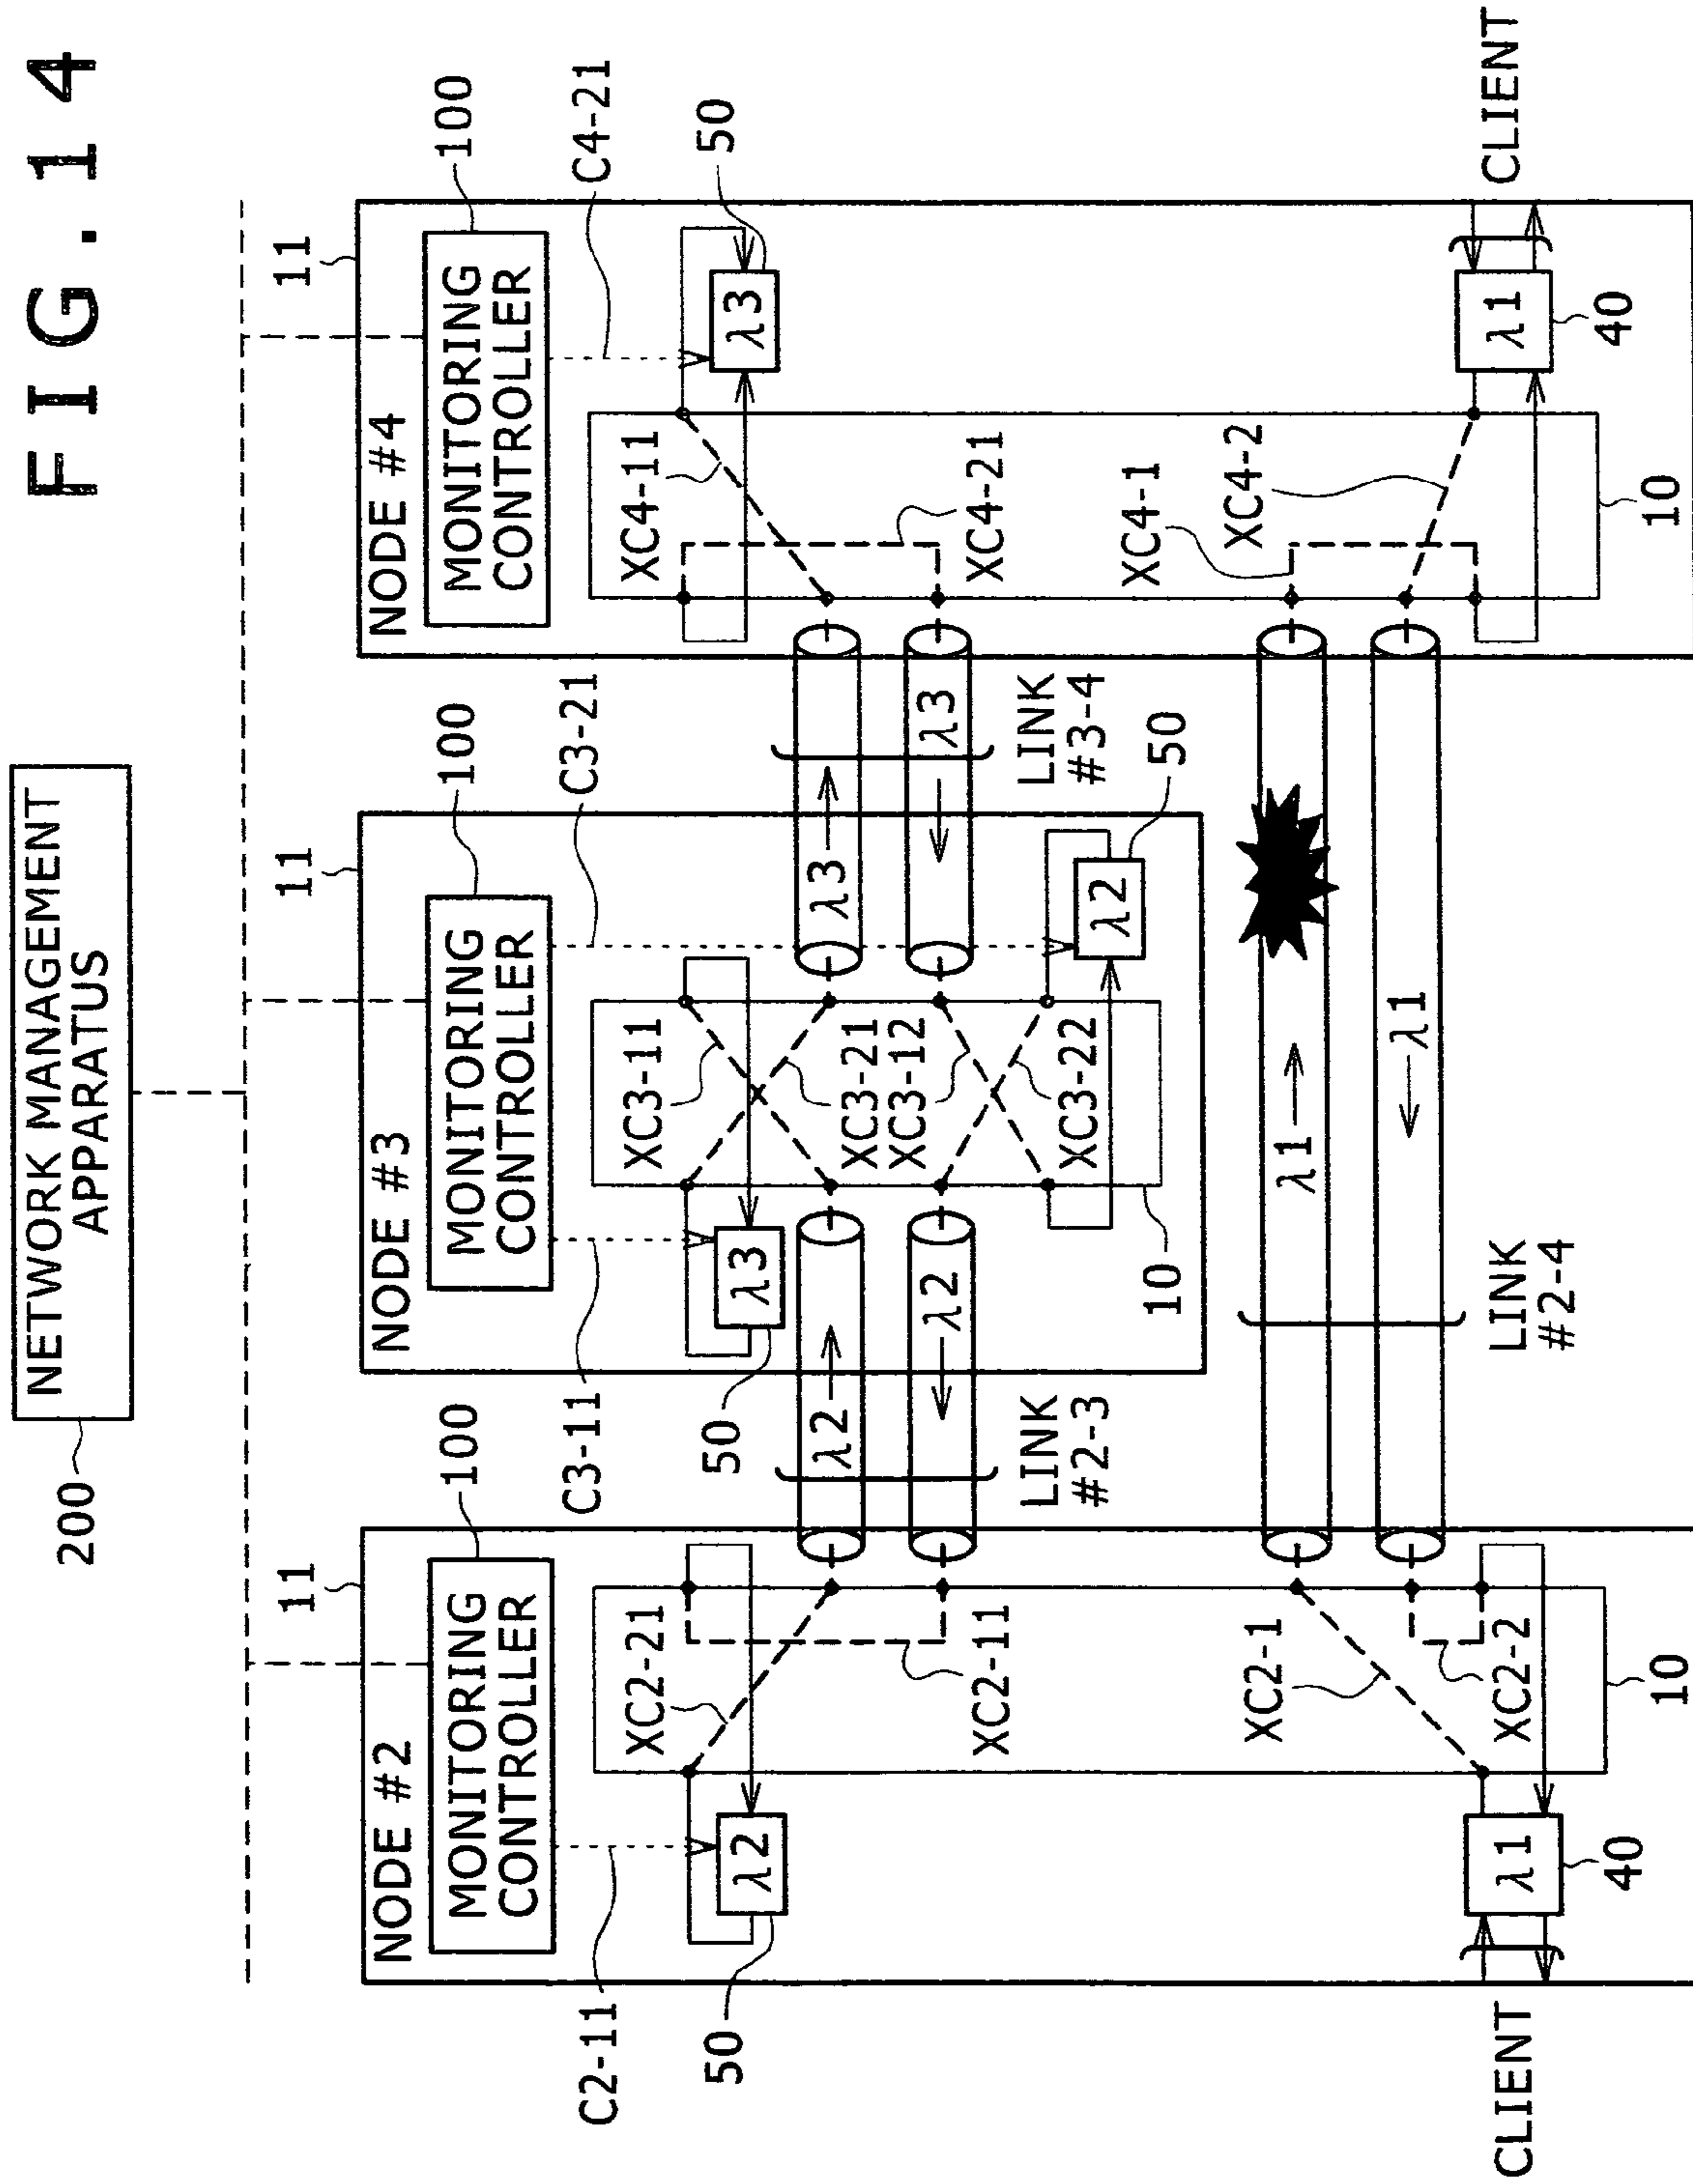 FIG.14
200
NETWORK MANAGEMENT
APPARATUS
11
NODE #2
MONITORING
CONTROLLER
100
C2-11
50
λ2
XC2-21
XC2-11
XC2-1
XC2-2
λ1
40
10
CLIENT
11
NODE #3
MONITORING
CONTROLLER
100
C3-11
C3-21
50
λ3
XC3-11
XC3-21
XC3-12
XC3-22
λ2
50
10
λ2
λ2
LINK
#2-3
λ3
λ3
LINK
#3-4
λ1
λ1
LINK
#2-4
11
NODE #4
MONITORING
CONTROLLER
100
C4-21
50
λ3
XC4-11
XC4-21
XC4-1
XC4-2
λ1
40
10
CLIENT